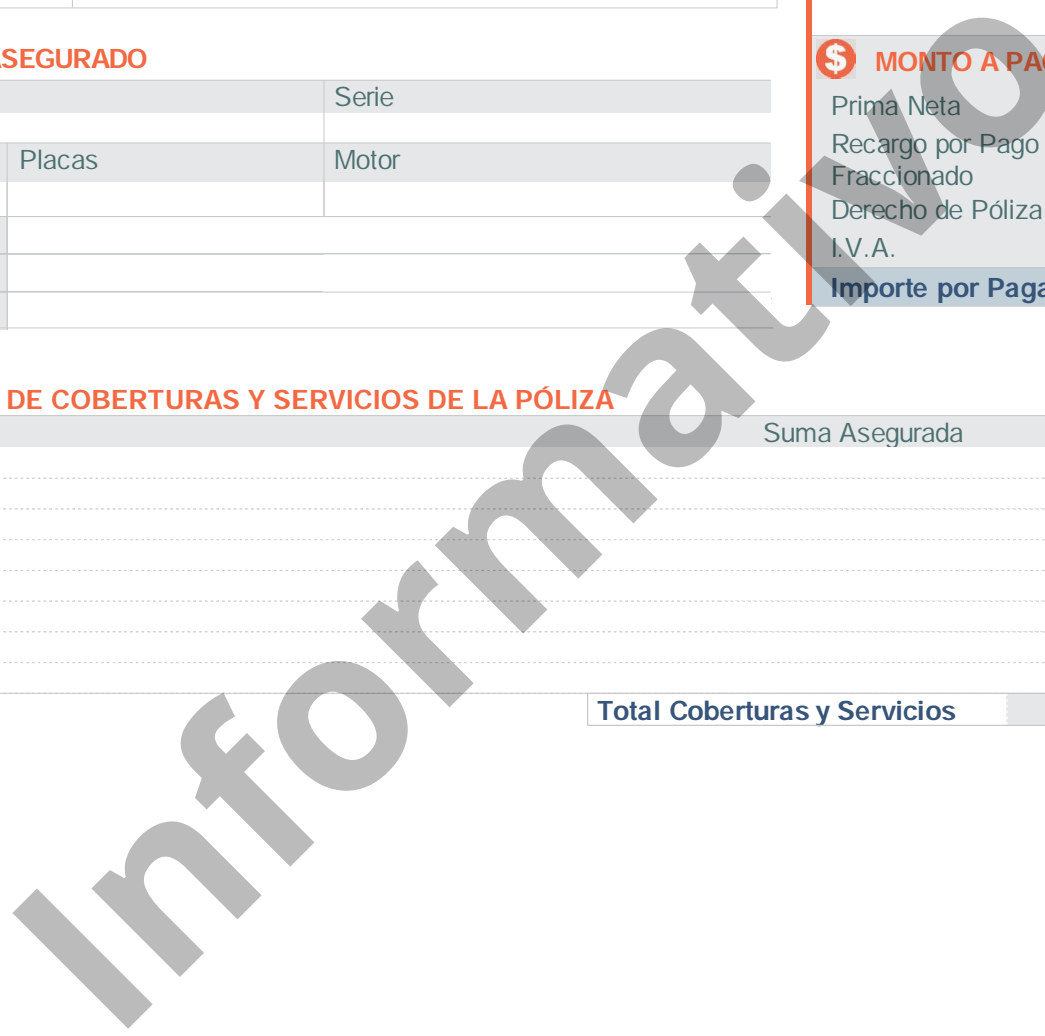 ASEGURADO
Serie
Placas
Motor
$ MONTO A PAG
Prima Neta
Recargo por Pago
Fraccionado
Derecho de Póliza
I.V.A.
Importe por Paga
DE COBERTURAS Y SERVICIOS DE LA PÓLIZA
Suma Asegurada
Total Coberturas y Servicios
Informativo